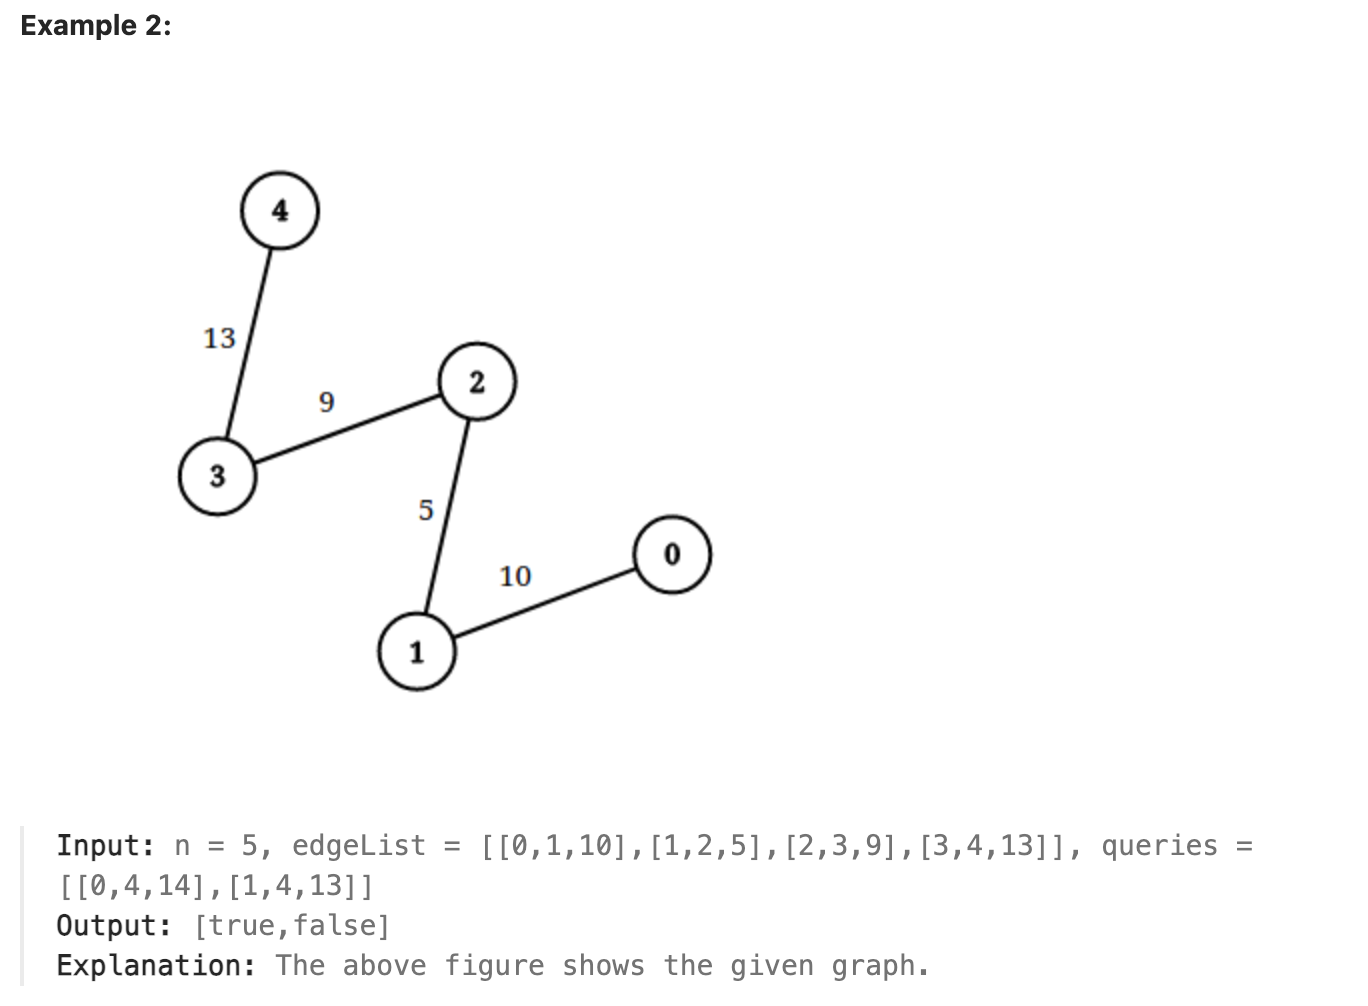 Example 2:
4
13
2
9
3
5
0
10
1
Input: n = 5, edgeList = [[0,1,10],[1,2,5],[2,3,9],[3,4,13]], queries =
[[0,4,14],[1,4,13]]
Output: [true,false]
Explanation: The above figure shows the given graph.